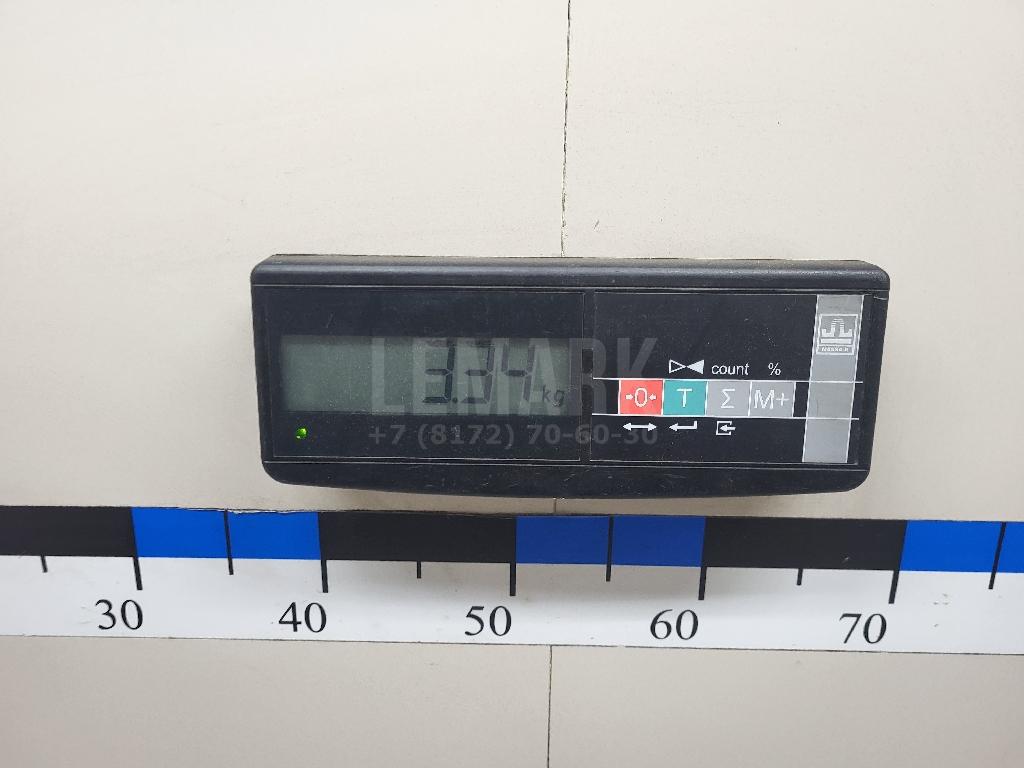 LEMARK
+7 (8172) 70-60-30
3.34 kg
count %
→0← T Σ M+
30 40 50 60 70